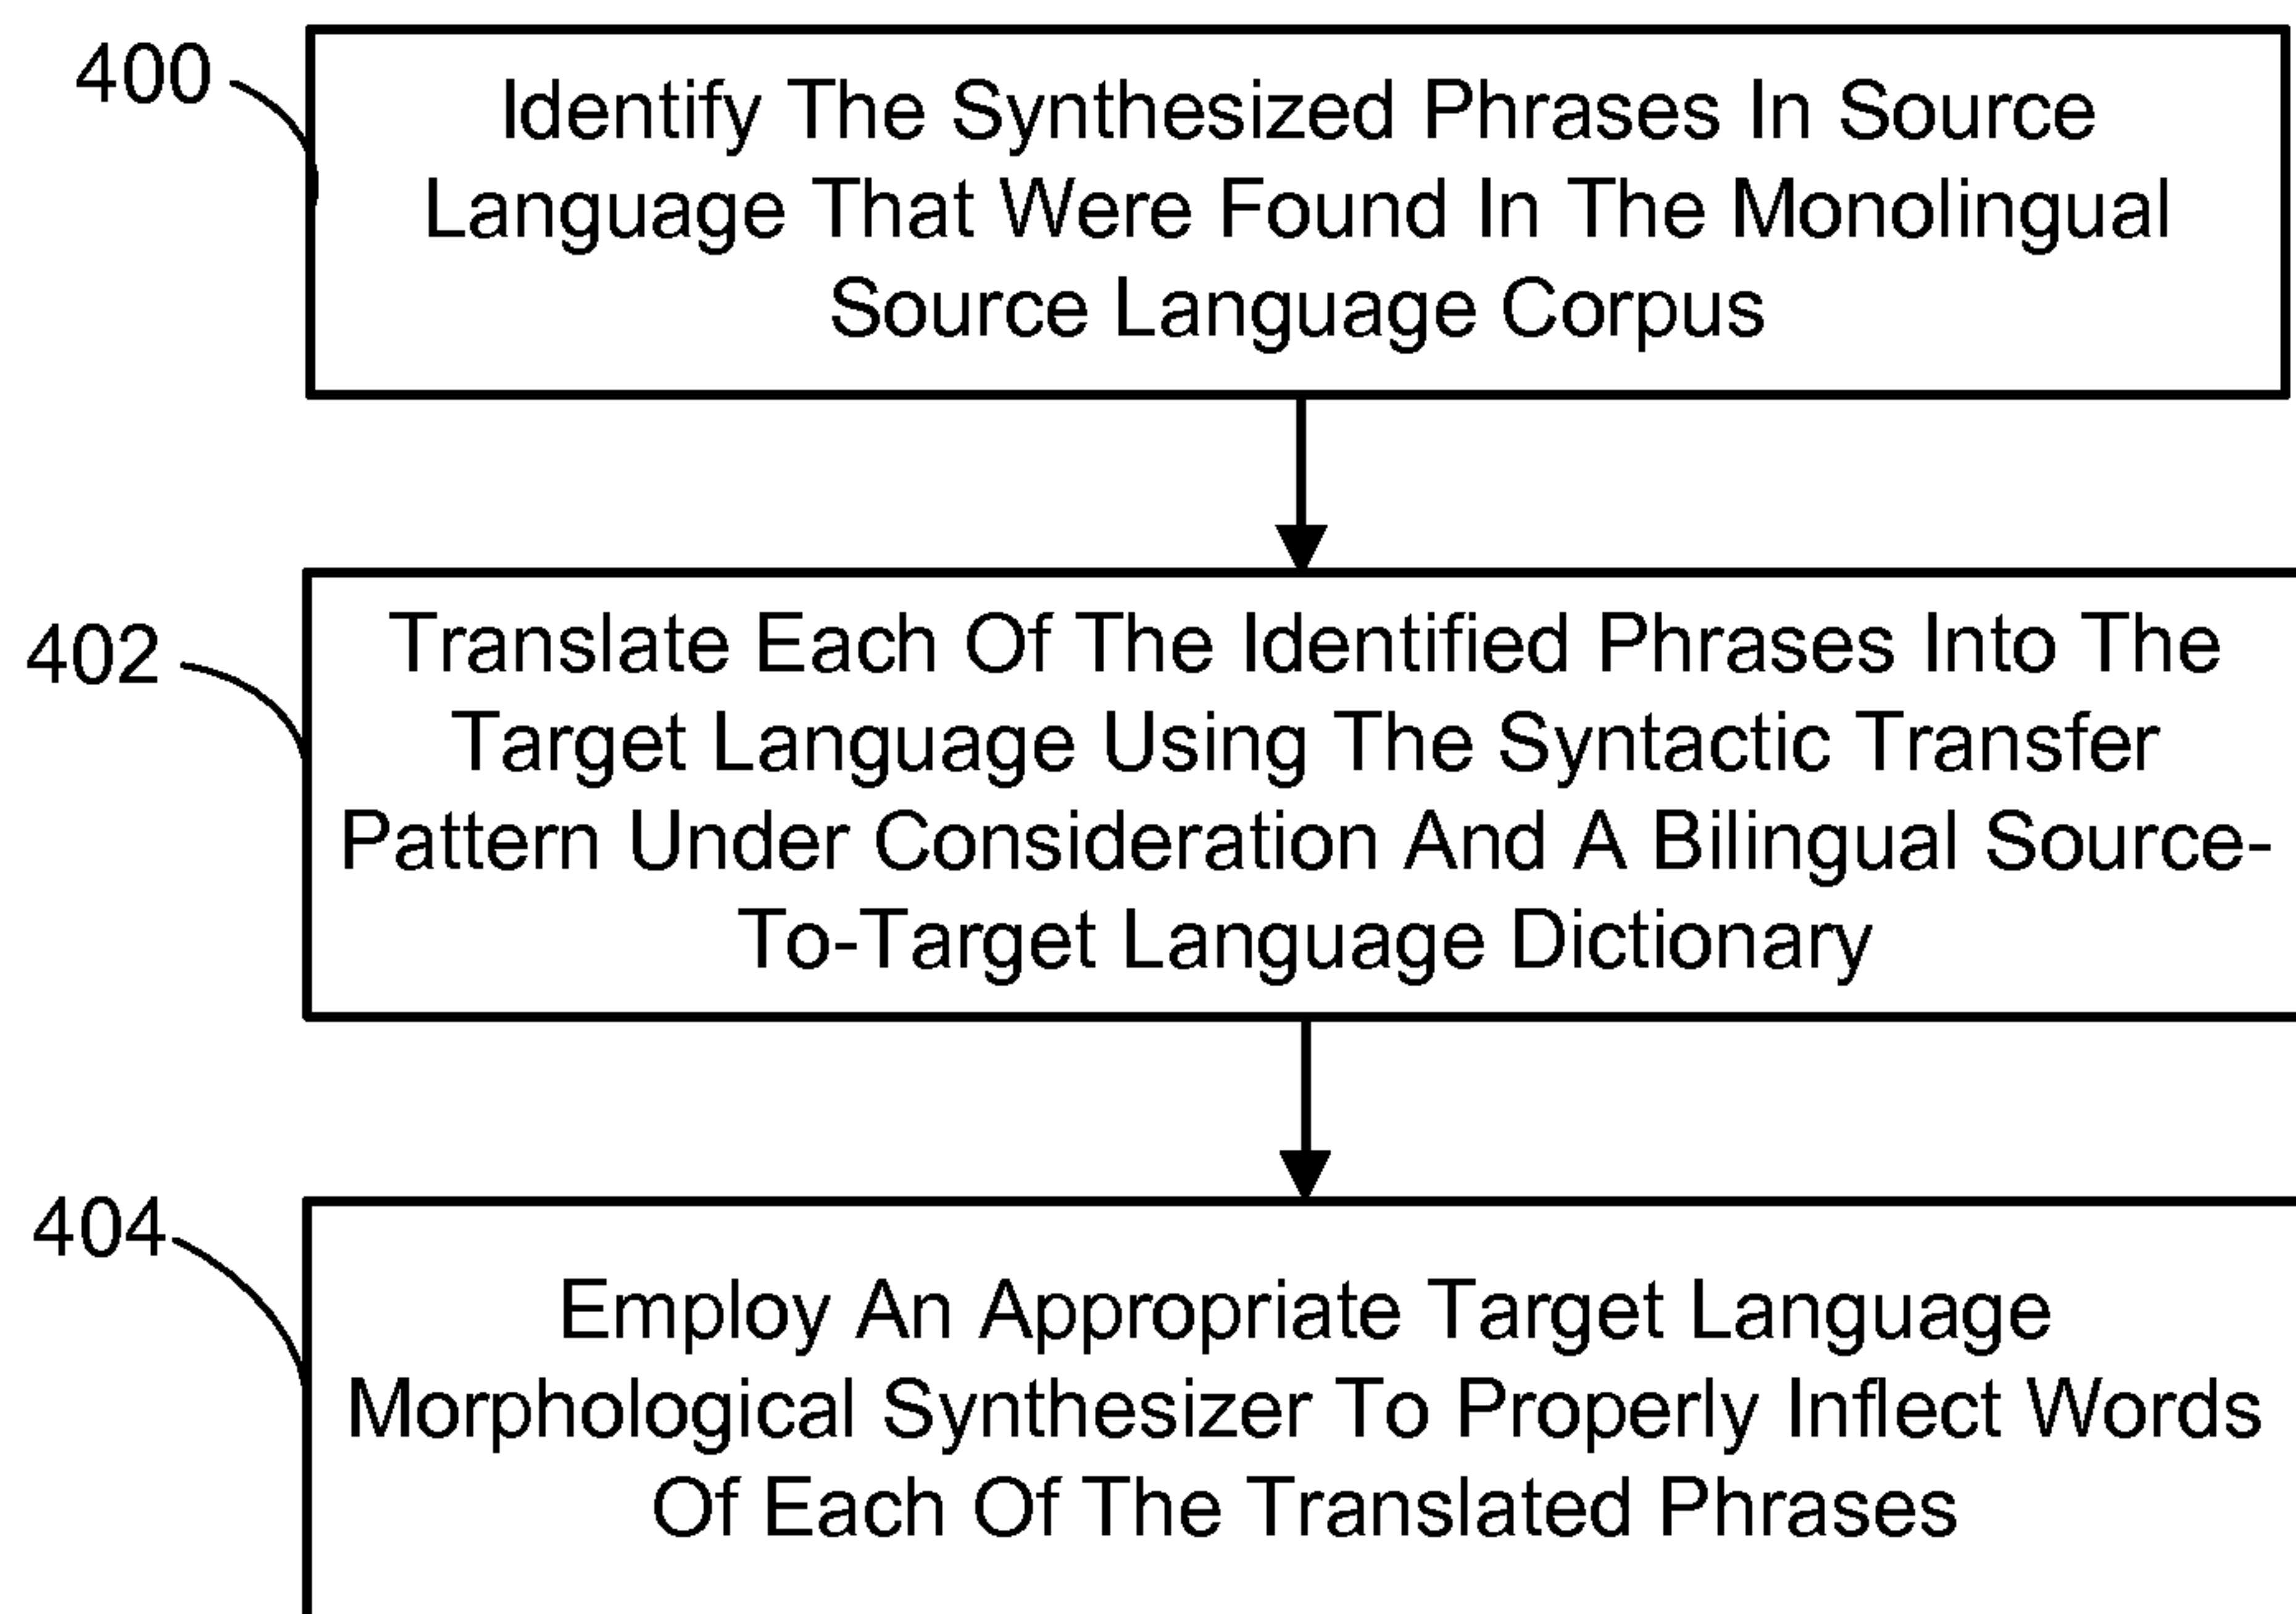 400
Identify The Synthesized Phrases In Source
Language That Were Found In The Monolingual
Source Language Corpus
402
Translate Each Of The Identified Phrases Into The
Target Language Using The Syntactic Transfer
Pattern Under Consideration And A Bilingual Source-
To-Target Language Dictionary
404
Employ An Appropriate Target Language
Morphological Synthesizer To Properly Inflect Words
Of Each Of The Translated Phrases